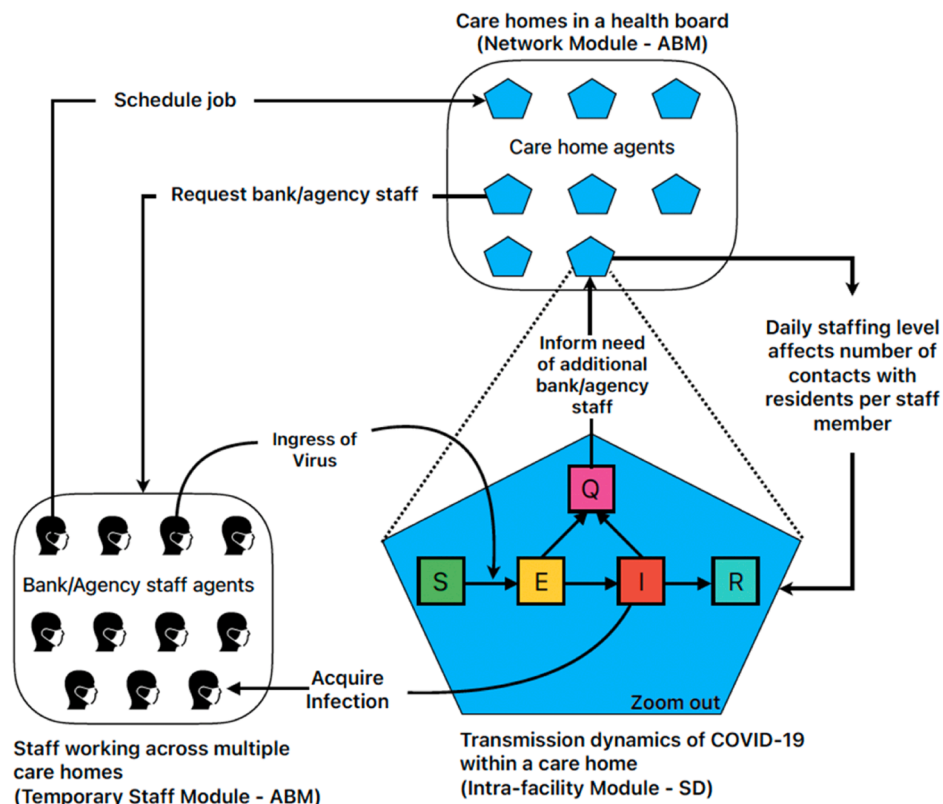 Care homes in a health board
(Network Module - ABM)
Schedule job
Care home agents
Request bank/agency staff
Inform need
of additional
bank/agency
staff
Daily staffing level
affects number of
contacts with
residents per staff
member
Ingress of
Virus
Q
S
E
I
R
Bank/Agency staff agents
Acquire
Infection
Zoom out
Staff working across multiple
care homes
(Temporary Staff Module - ABM)
Transmission dynamics of COVID-19
within a care home
(Intra-facility Module - SD)